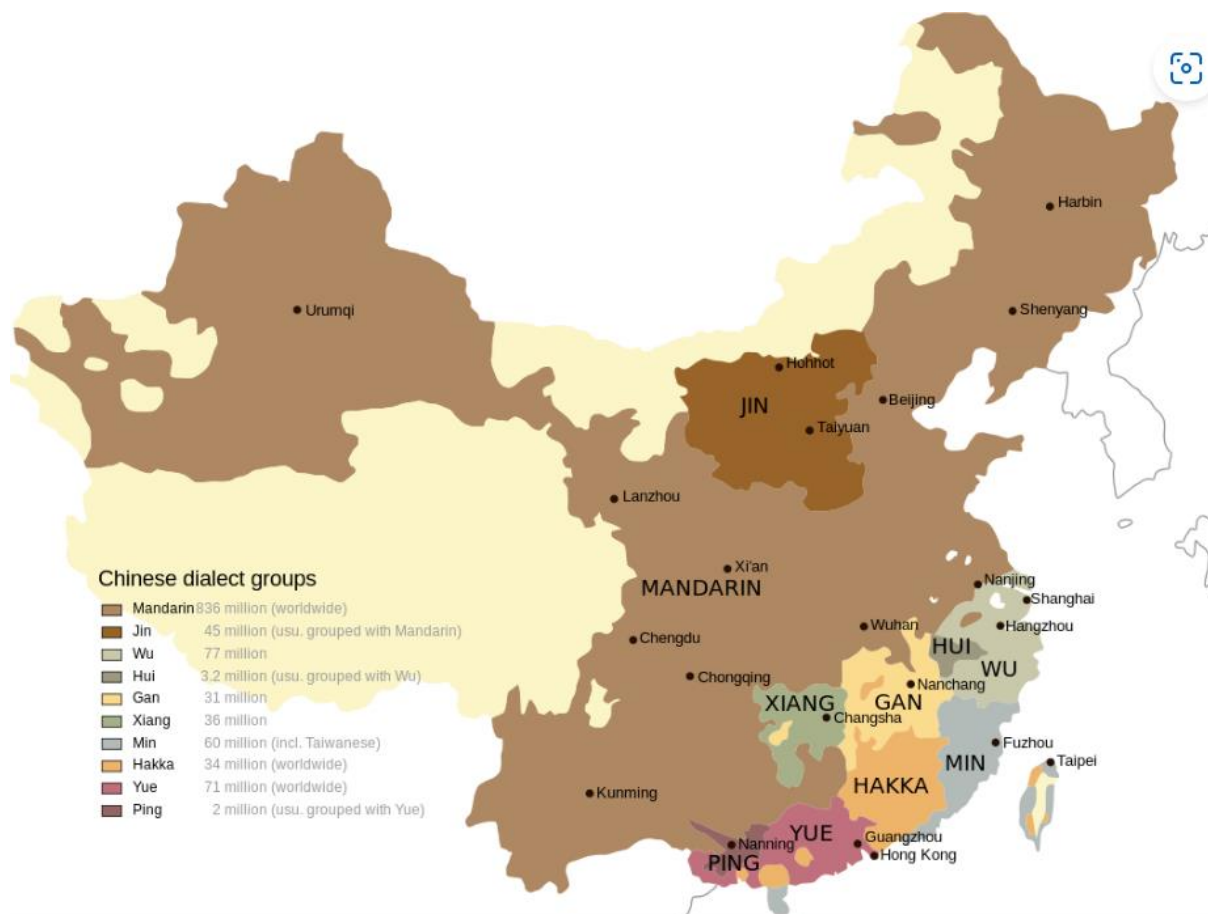 Harbin
Urumqi
Shenyang
Hohhot
JIN
Beijing
Taiyuan
Lanzhou
Xi'an
MANDARIN
Nanjing
Shanghai
Wuhan
Hangzhou
Chengdu
HUI
WU
Chongqing
Nanchang
XIANG
GAN
Changsha
Fuzhou
MIN
Taipei
HAKKA
Kunming
YUE
Guangzhou
Nanning
Hong Kong
PING
Chinese dialect groups
Mandarin 836 million (worldwide)
Jin 45 million (usu. grouped with Mandarin)
Wu 77 million
Hui 3.2 million (usu. grouped with Wu)
Gan 31 million
Xiang 36 million
Min 60 million (incl. Taiwanese)
Hakka 34 million (worldwide)
Yue 71 million (worldwide)
Ping 2 million (usu. grouped with Yue)